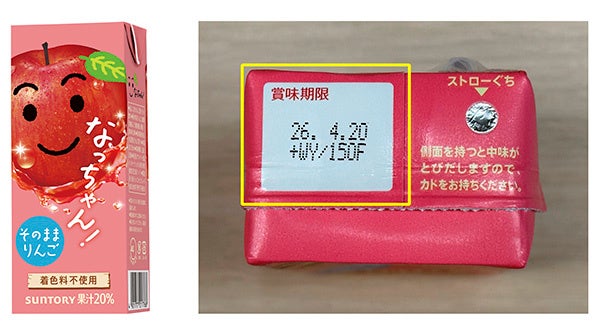 なっちゃん!
そのまま
りんご
着色料不使用
SUNTORY 果汁20%
賞味期限
26. 4.20
+WY/150F
ストローぐち
側面を持つと中味が
とびだしますので、
カドをお持ちください。